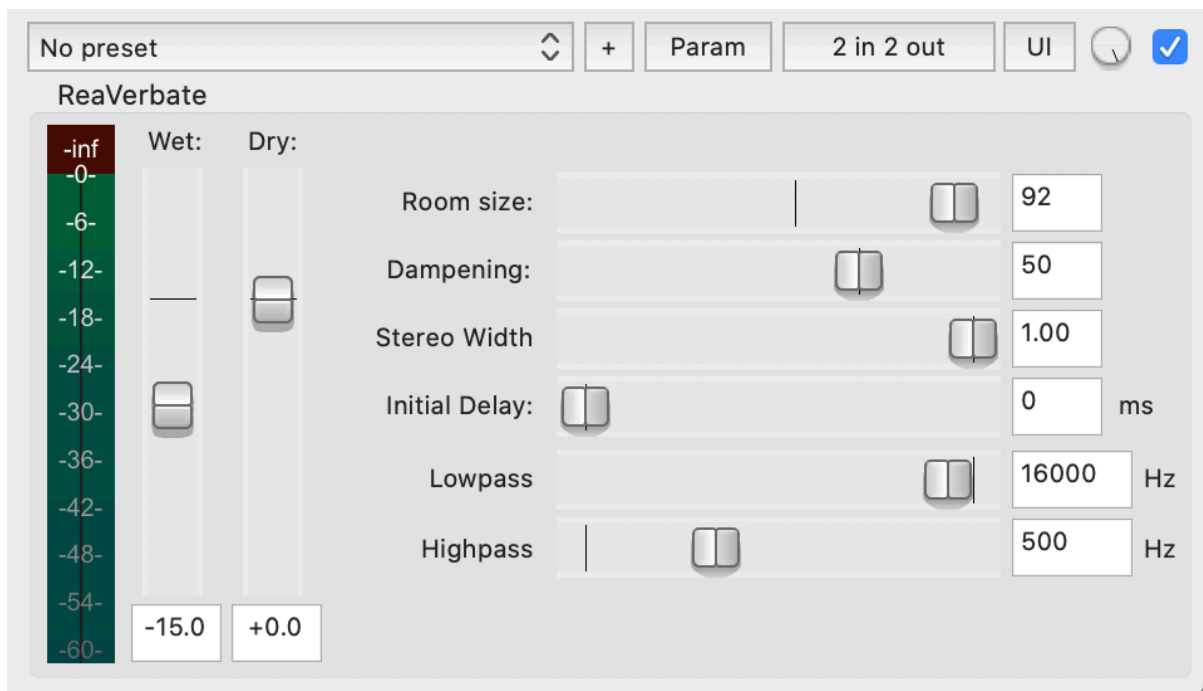 No preset + Param 2 in 2 out UI
ReaVerbate
Wet: Dry:
-inf
-0-
-6-
-12-
-18-
-24-
-30-
-36-
-42-
-48-
-54-
-60-
-15.0 +0.0
Room size: 92
Dampening: 50
Stereo Width 1.00
Initial Delay: 0 ms
Lowpass 16000 Hz
Highpass 500 Hz